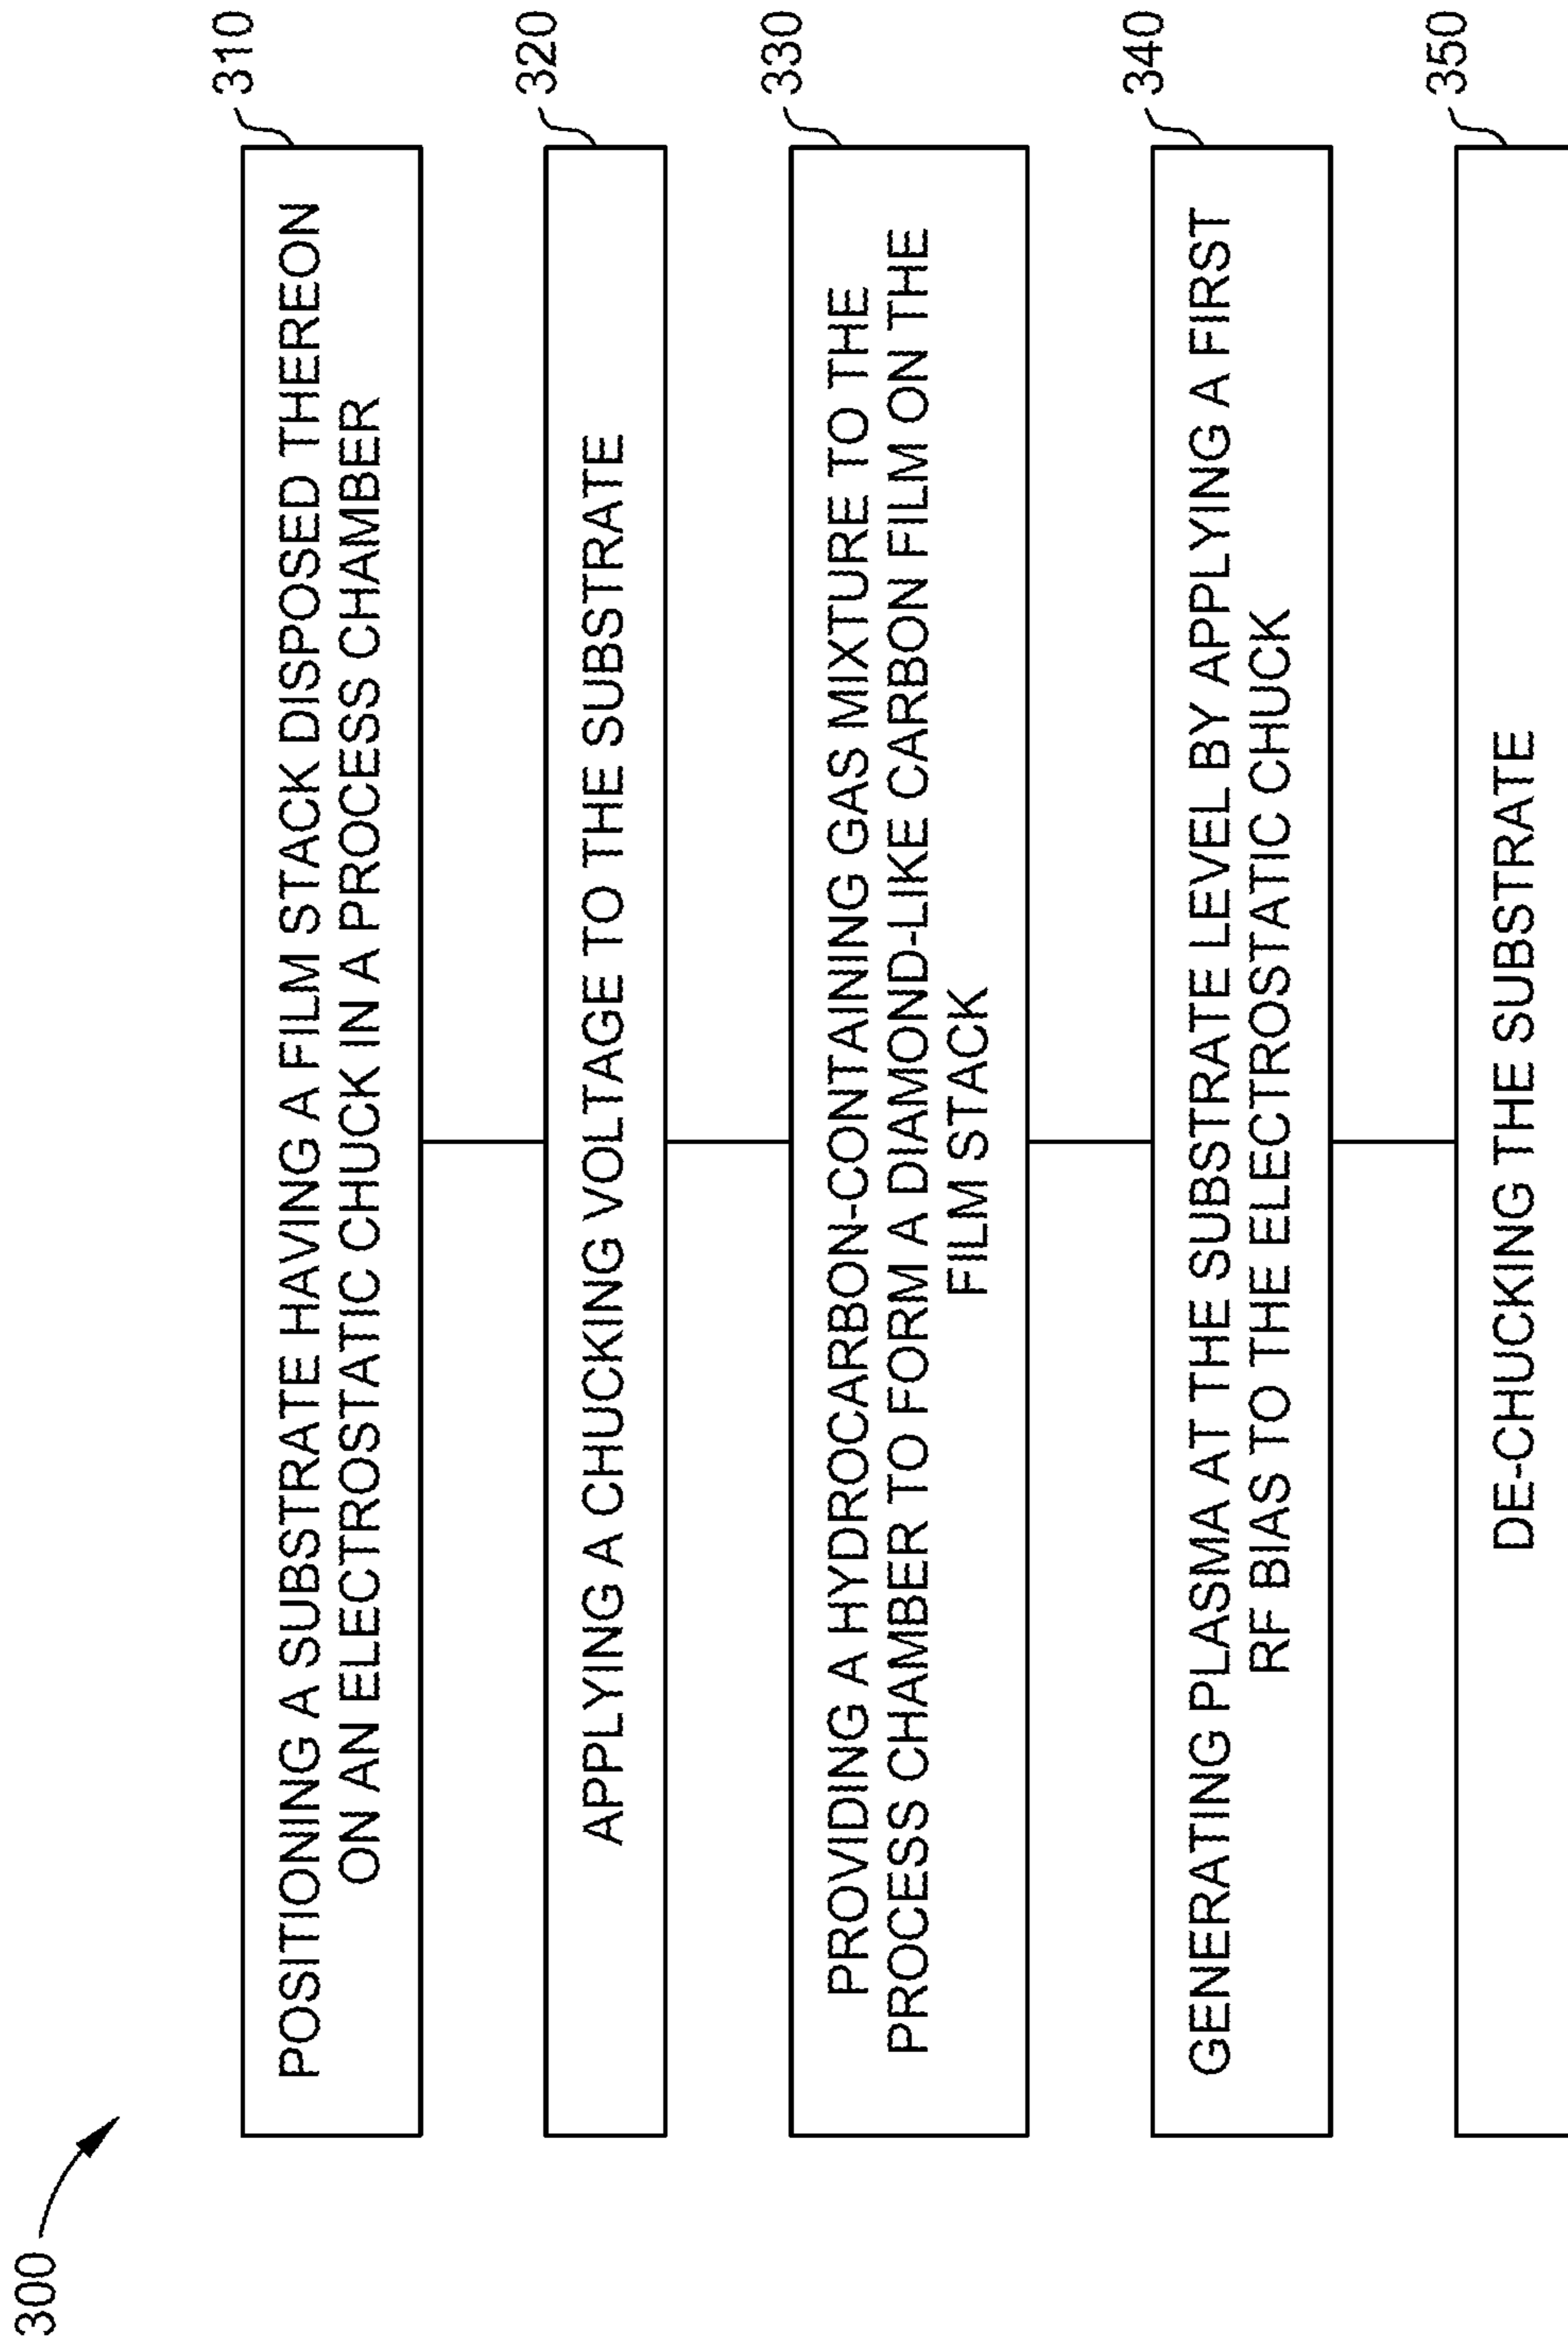 300
POSITIONING A SUBSTRATE HAVING A FILM STACK DISPOSED THEREON
ON AN ELECTROSTATIC CHUCK IN A PROCESS CHAMBER
310
APPLYING A CHUCKING VOLTAGE TO THE SUBSTRATE
320
PROVIDING A HYDROCARBON-CONTAINING GAS MIXTURE TO THE
PROCESS CHAMBER TO FORM A DIAMOND-LIKE CARBON FILM ON THE
FILM STACK
330
GENERATING PLASMA AT THE SUBSTRATE LEVEL BY APPLYING A FIRST
RF BIAS TO THE ELECTROSTATIC CHUCK
340
DE-CHUCKING THE SUBSTRATE
350